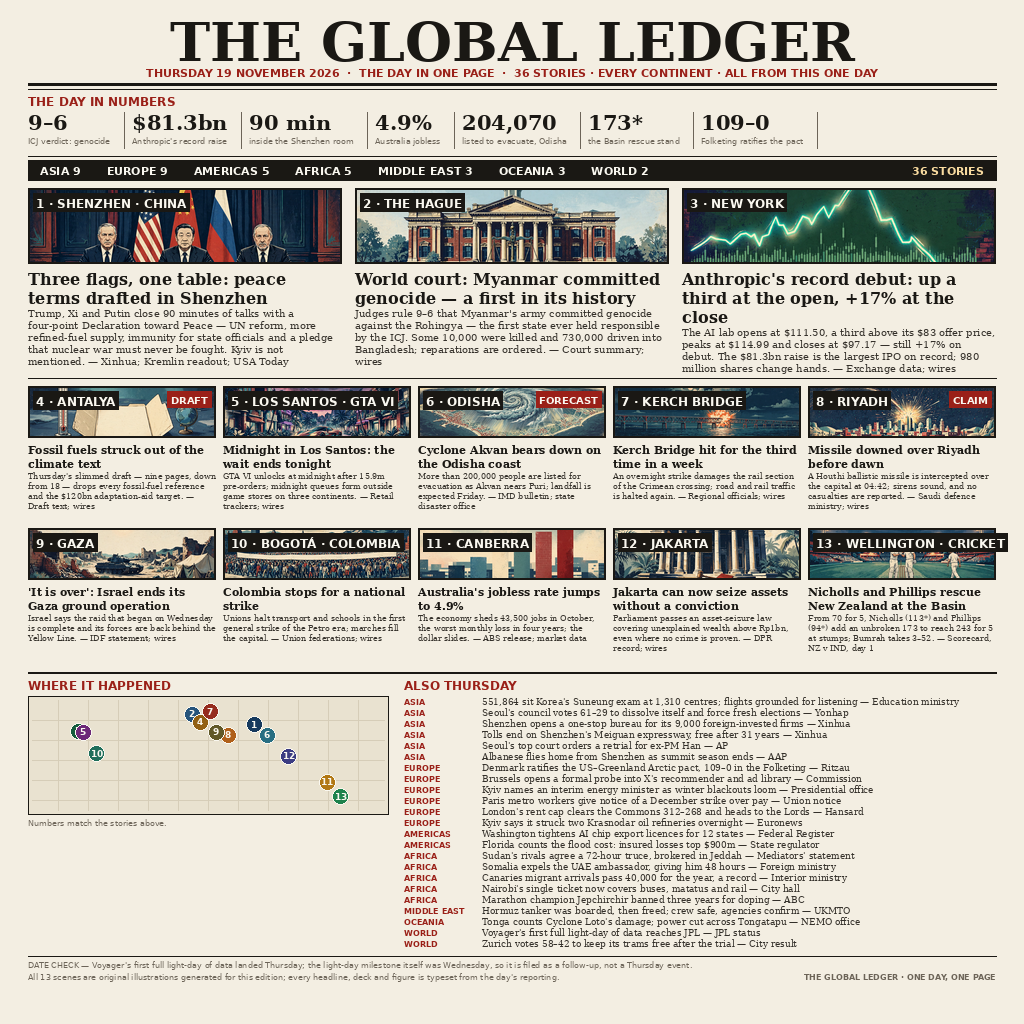 THE GLOBAL LEDGER
THURSDAY 19 NOVEMBER 2026 · THE DAY IN ONE PAGE · 36 STORIES · EVERY CONTINENT · ALL FROM THIS ONE DAY
THE DAY IN NUMBERS
9–6
ICJ verdict: genocide
$81.3bn
Anthropic's record raise
90 min
inside the Shenzhen room
4.9%
Australia jobless
204,070
listed to evacuate, Odisha
173*
the Basin rescue stand
109–0
Folketing ratifies the pact
ASIA 9 EUROPE 9 AMERICAS 5 AFRICA 5 MIDDLE EAST 3 OCEANIA 3 WORLD 2 36 STORIES
1 · SHENZHEN · CHINA
Three flags, one table: peace
terms drafted in Shenzhen
Trump, Xi and Putin close 90 minutes of talks with a
four-point Declaration toward Peace — UN reform, more
refined-fuel supply, immunity for state officials and a pledge
that nuclear war must never be fought. Kyiv is not
mentioned. — Xinhua; Kremlin readout; USA Today
2 · THE HAGUE
World court: Myanmar committed
genocide — a first in its history
Judges rule 9–6 that Myanmar's army committed genocide
against the Rohingya — the first state ever held responsible
by the ICJ. Some 10,000 were killed and 730,000 driven into
Bangladesh; reparations are ordered. — Court summary;
wires
3 · NEW YORK
Anthropic's record debut: up a
third at the open, +17% at the
close
The AI lab opens at $111.50, a third above its $83 offer price,
peaks at $114.99 and closes at $97.17 — still +17% on
debut. The $81.3bn raise is the largest IPO on record; 980
million shares change hands. — Exchange data; wires
4 · ANTALYA
DRAFT
Fossil fuels struck out of the
climate text
Thursday's slimmed draft — nine pages, down
from 18 — drops every fossil-fuel reference
and the $120bn adaptation-aid target. —
Draft text; wires
5 · LOS SANTOS · GTA VI
Midnight in Los Santos: the
wait ends tonight
GTA VI unlocks at midnight after 15.9m
pre-orders; midnight queues form outside
game stores on three continents. — Retail
trackers; wires
6 · ODISHA
FORECAST
Cyclone Akvan bears down on
the Odisha coast
More than 200,000 people are listed for
evacuation as Akvan nears Puri; landfall is
expected Friday. — IMD bulletin; state
disaster office
7 · KERCH BRIDGE
Kerch Bridge hit for the third
time in a week
An overnight strike damages the rail section
of the Crimean crossing; road and rail traffic
is halted again. — Regional officials; wires
8 · RIYADH
CLAIM
Missile downed over Riyadh
before dawn
A Houthi ballistic missile is intercepted over
the capital at 04:42; sirens sound, and no
casualties are reported. — Saudi defence
ministry; wires
9 · GAZA
'It is over': Israel ends its
Gaza ground operation
Israel says the raid that began on Wednesday
is complete and its forces are back behind the
Yellow Line. — IDF statement; wires
10 · BOGOTÁ · COLOMBIA
Colombia stops for a national
strike
Unions halt transport and schools in the first
general strike of the Petro era; marches fill
the capital. — Union federations; wires
11 · CANBERRA
Australia's jobless rate jumps
to 4.9%
The economy sheds 43,500 jobs in October,
the worst monthly loss in four years; the
dollar slides. — ABS release; market data
12 · JAKARTA
Jakarta can now seize assets
without a conviction
Parliament passes an asset-seizure law
covering unexplained wealth above Rp1bn,
even where no crime is proven. — DPR
record; wires
13 · WELLINGTON · CRICKET
Nicholls and Phillips rescue
New Zealand at the Basin
From 70 for 5, Nicholls (113*) and Phillips
(94*) add an unbroken 173 to reach 243 for 5
at stumps; Bumrah takes 3–52. — Scorecard,
NZ v IND, day 1
WHERE IT HAPPENED
2 7
4 1
5 9 8 6
10 12
11
13
Numbers match the stories above.
ALSO THURSDAY
ASIA 551,864 sit Korea's Suneung exam at 1,310 centres; flights grounded for listening — Education ministry
ASIA Seoul's council votes 61–29 to dissolve itself and force fresh elections — Yonhap
ASIA Shenzhen opens a one-stop bureau for its 9,000 foreign-invested firms — Xinhua
ASIA Tolls end on Shenzhen's Meiguan expressway, free after 31 years — Xinhua
ASIA Seoul's top court orders a retrial for ex-PM Han — AP
ASIA Albanese flies home from Shenzhen as summit season ends — AAP
EUROPE Denmark ratifies the US–Greenland Arctic pact, 109–0 in the Folketing — Ritzau
EUROPE Brussels opens a formal probe into X's recommender and ad library — Commission
EUROPE Kyiv names an interim energy minister as winter blackouts loom — Presidential office
EUROPE Paris metro workers give notice of a December strike over pay — Union notice
EUROPE London's rent cap clears the Commons 312–268 and heads to the Lords — Hansard
EUROPE Kyiv says it struck two Krasnodar oil refineries overnight — Euronews
AMERICAS Washington tightens AI chip export licences for 12 states — Federal Register
AMERICAS Florida counts the flood cost: insured losses top $900m — State regulator
AFRICA Sudan's rivals agree a 72-hour truce, brokered in Jeddah — Mediators' statement
AFRICA Somalia expels the UAE ambassador, giving him 48 hours — Foreign ministry
AFRICA Canaries migrant arrivals pass 40,000 for the year, a record — Interior ministry
AFRICA Nairobi's single ticket now covers buses, matatus and rail — City hall
AFRICA Marathon champion Jepchirchir banned three years for doping — ABC
MIDDLE EAST Hormuz tanker was boarded, then freed; crew safe, agencies confirm — UKMTO
OCEANIA Tonga counts Cyclone Loto's damage; power cut across Tongatapu — NEMO office
WORLD Voyager's first full light-day of data reaches JPL — JPL status
WORLD Zurich votes 58–42 to keep its trams free after the trial — City result
DATE CHECK — Voyager's first full light-day of data landed Thursday; the light-day milestone itself was Wednesday, so it is filed as a follow-up, not a Thursday event.
All 13 scenes are original illustrations generated for this edition; every headline, deck and figure is typeset from the day's reporting.
THE GLOBAL LEDGER · ONE DAY, ONE PAGE